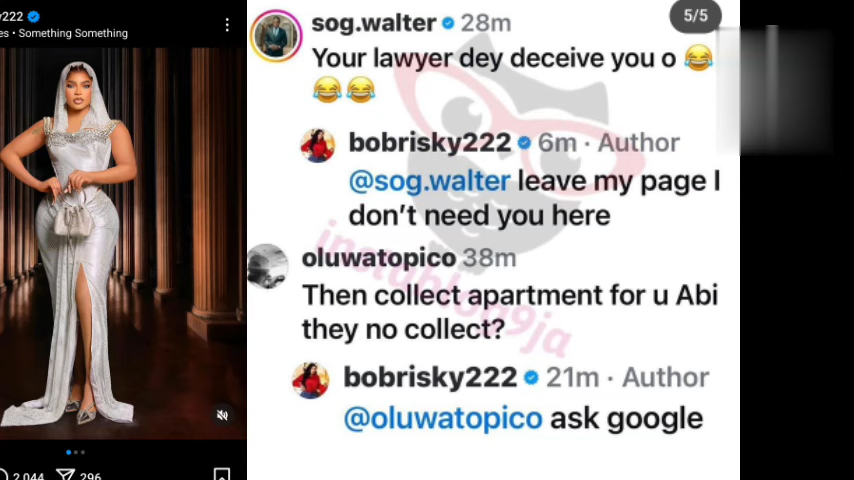 222
es • Something Something
2,044
296
5/5
sog.walter 28m
Your lawyer dey deceive you o 😂
😂😂
bobrisky222 6m · Author
@sog.walter leave my page I
don't need you here
oluwatopico 38m
Then collect apartment for u Abi
they no collect?
bobrisky222 21m · Author
@oluwatopico ask google
instablog9ja